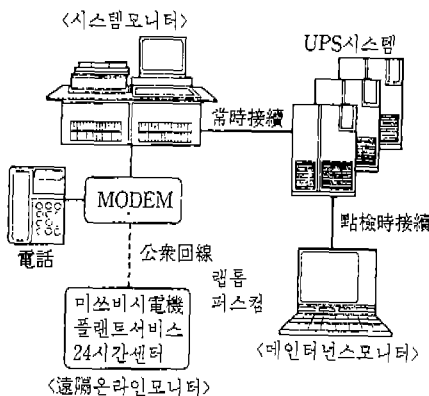 〈시스템모니터〉
UPS시스템
常時接續
MODEM
電話
公衆回線
點檢時接續
랩톱
퍼스컴
미쓰비시電機
플랜트서비스
24시간센터
〈메인터넌스모니터〉
〈遠隔온라인모니터〉